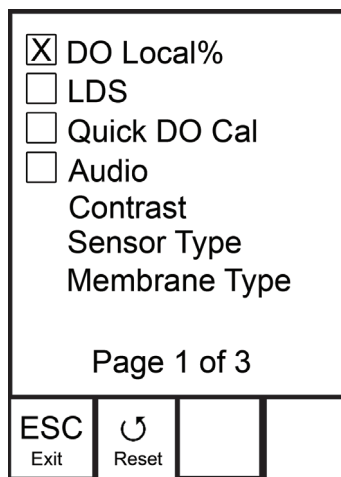 X DO Local%
LDS
Quick DO Cal
Audio
Contrast
Sensor Type
Membrane Type
Page 1 of 3
ESC
Exit
Reset